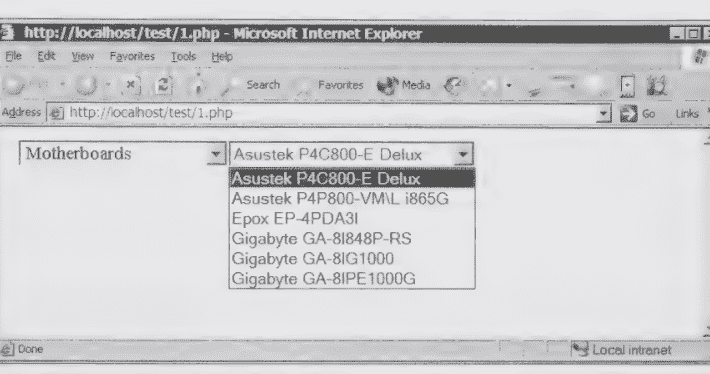 http://localhost/test/1.php - Microsoft Internet Explorer
File Edit View Favorites Tools Help
Search Favorites Media
Address http://localhost/test/1.php Go Links
Motherboards Asustek P4C800-E Delux
Asustek P4C800-E Delux
Asustek P4P800-VM\L i865G
Epox EP-4PDA3I
Gigabyte GA-8I848P-RS
Gigabyte GA-8IG1000
Gigabyte GA-8IPE1000G
Done Local intranet